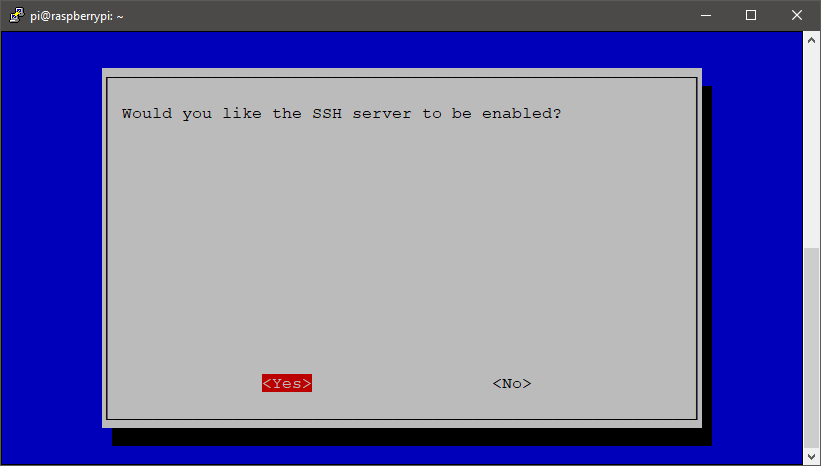 pi@raspberrypi: ~
Would you like the SSH server to be enabled?
<Yes> <No>